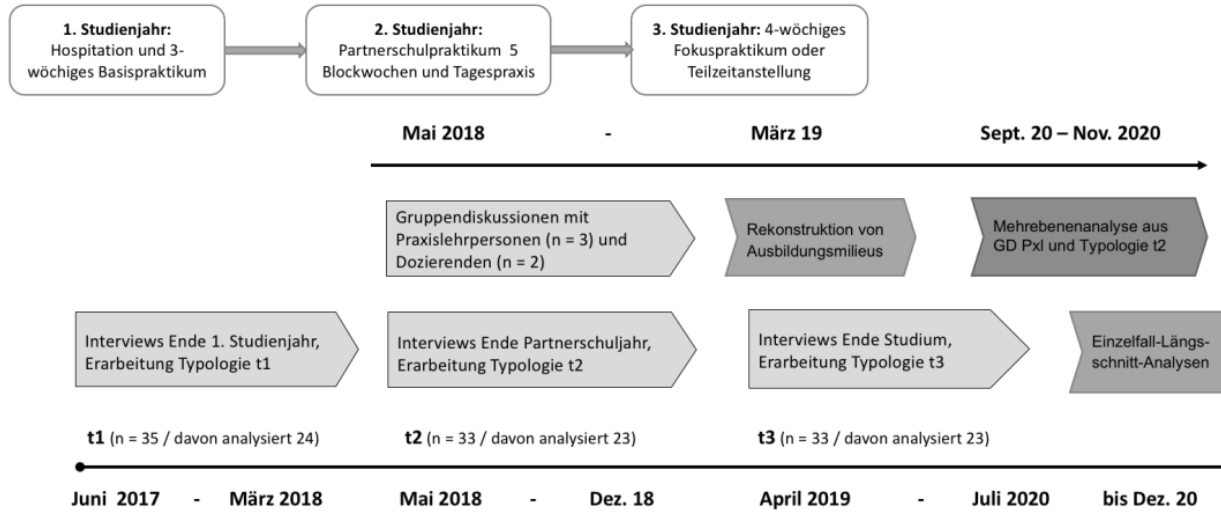 1. Studienjahr:
Hospitation und 3-
wöchiges Basispraktikum
2. Studienjahr:
Partnerschulpraktikum 5
Blockwochen und Tagespraxis
3. Studienjahr: 4-wöchiges
Fokuspraktikum oder
Teilzeitanstellung
Mai 2018 - März 19 Sept. 20 – Nov. 2020
Gruppendiskussionen mit
Praxislehrpersonen (n = 3) und
Dozierenden (n = 2)
Rekonstruktion von
Ausbildungsmilieus
Mehrebenenanalyse aus
GD Pxl und Typologie t2
Interviews Ende 1. Studienjahr,
Erarbeitung Typologie t1
Interviews Ende Partnerschuljahr,
Erarbeitung Typologie t2
Interviews Ende Studium,
Erarbeitung Typologie t3
Einzelfall-Längs-
schnitt-Analysen
t1 (n = 35 / davon analysiert 24) t2 (n = 33 / davon analysiert 23) t3 (n = 33 / davon analysiert 23)
Juni 2017 - März 2018 Mai 2018 - Dez. 18 April 2019 - Juli 2020 bis Dez. 20